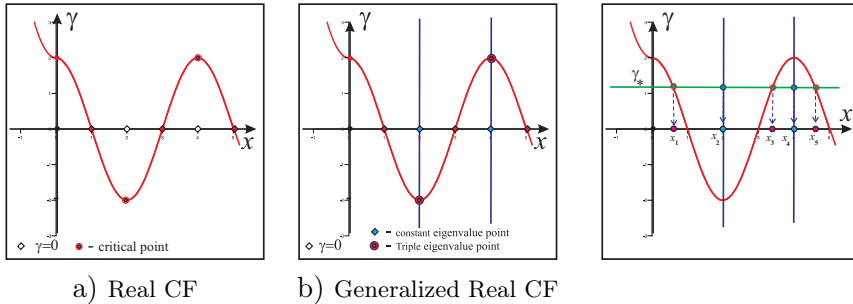 γ
x
γ=0 - critical point
a) Real CF
γ
x
- constant eigenvalue point
γ=0 - Triple eigenvalue point
b) Generalized Real CF
γ
γ*
x
x1 x2 x3 x4 x5